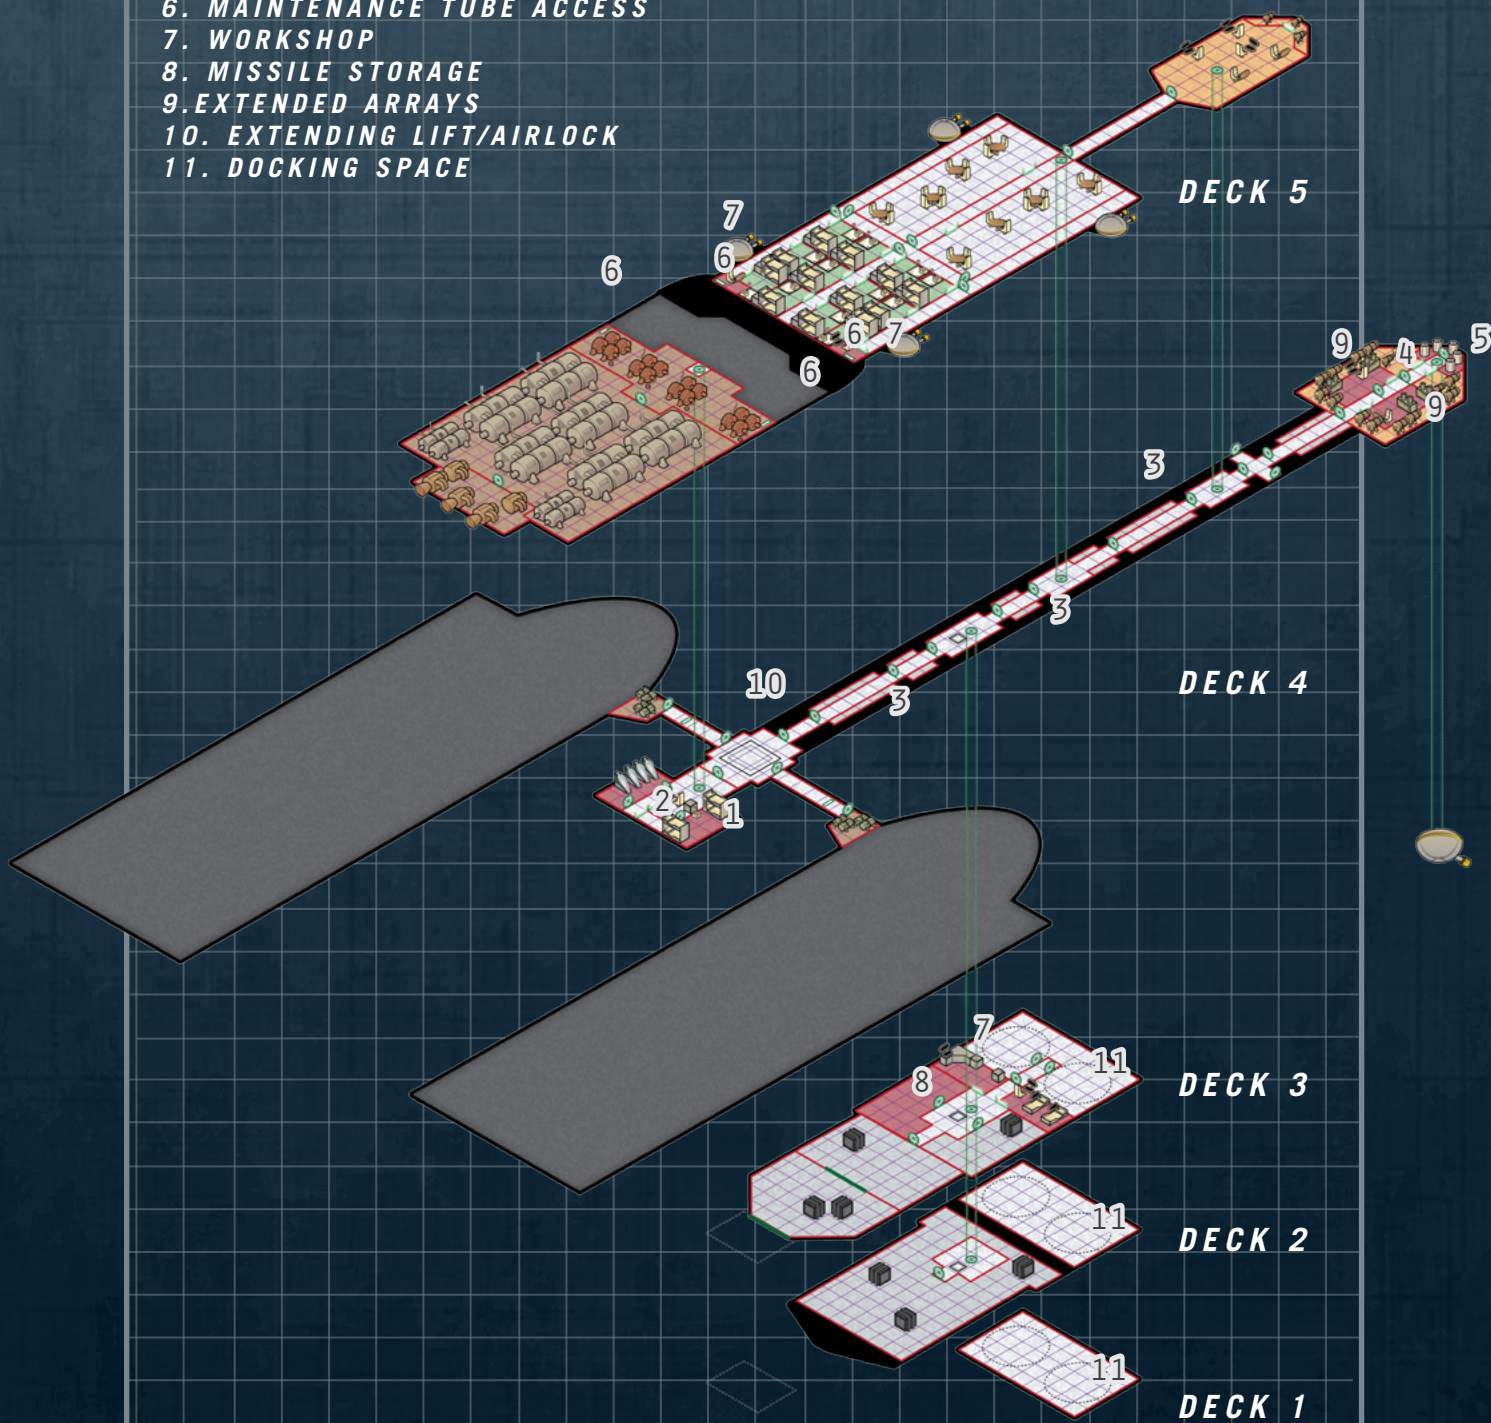 6. MAINTENANCE TUBE ACCESS
7. WORKSHOP
8. MISSILE STORAGE
9.EXTENDED ARRAYS
10. EXTENDING LIFT/AIRLOCK
11. DOCKING SPACE
DECK 5
7
6
6
6 7
6
9 4 5
9
3
3
DECK 4
10
3
2 1
7
11
8
DECK 3
11
DECK 2
11
DECK 1